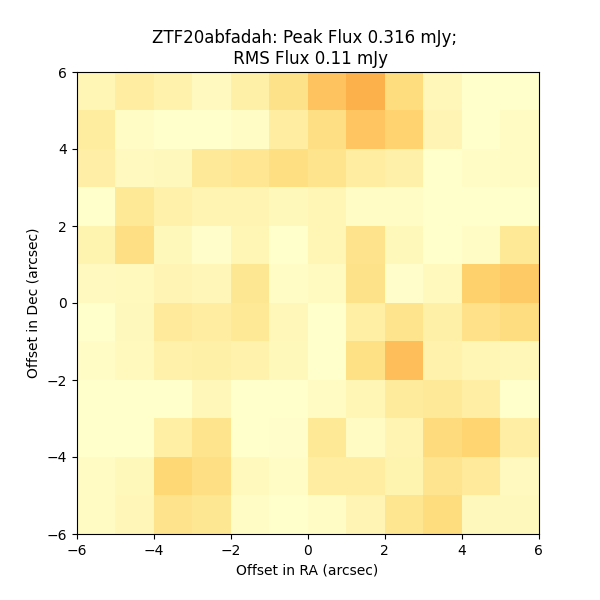 ZTF20abfadah: Peak Flux 0.316 mJy;
RMS Flux 0.11 mJy
6
4
2
0
−2
−4
−6
Offset in Dec (arcsec)
−6 −4 −2 0 2 4 6
Offset in RA (arcsec)